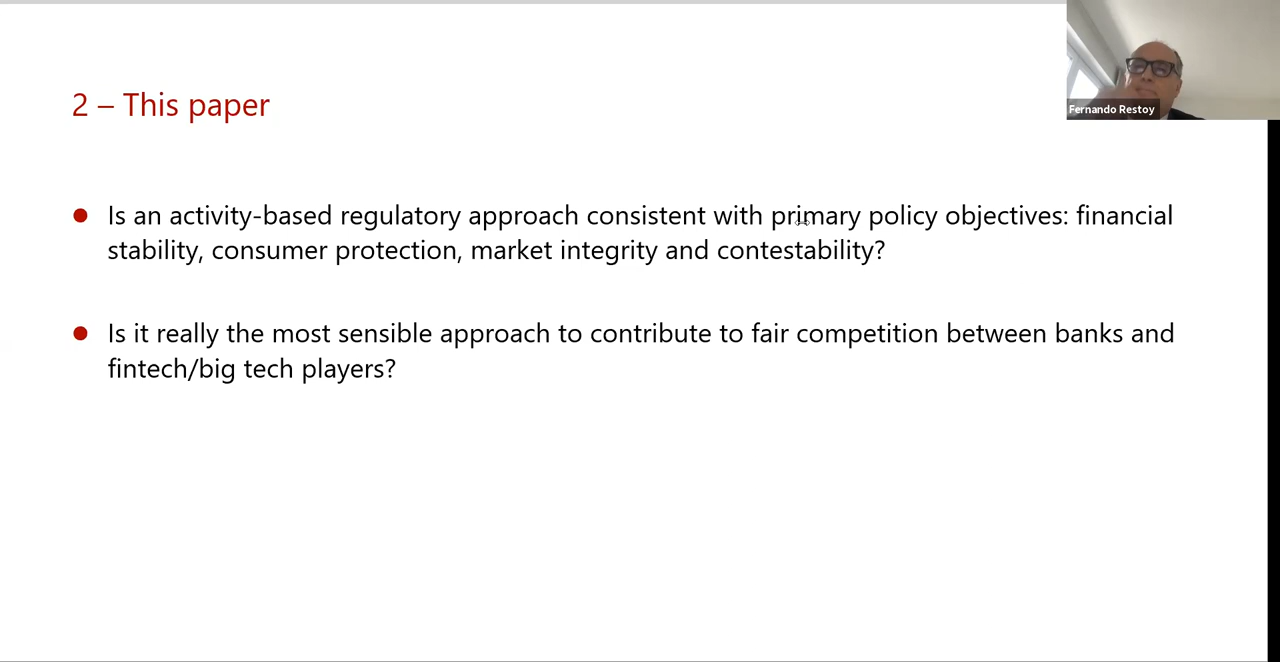 2 – This paper
Fernando Restoy
● Is an activity-based regulatory approach consistent with primary policy objectives: financial
stability, consumer protection, market integrity and contestability?
● Is it really the most sensible approach to contribute to fair competition between banks and
fintech/big tech players?